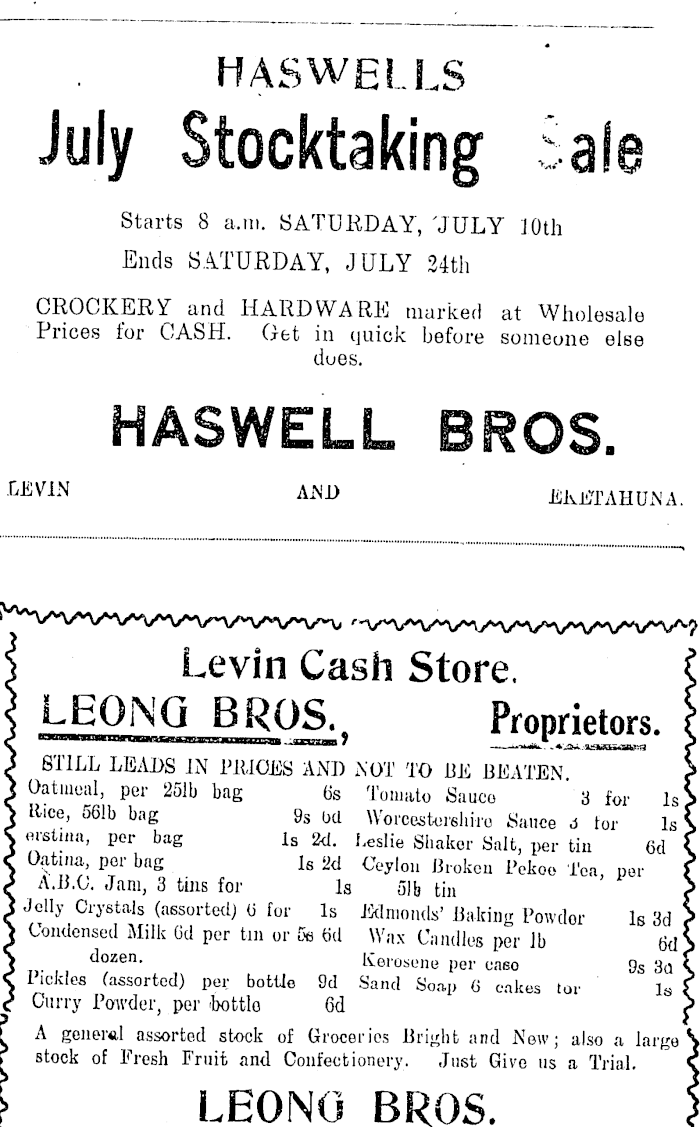 HASWELLS
July Stocktaking Sale
Starts 8 a.m. SATURDAY, JULY 10th
Ends SATURDAY, JULY 24th
CROCKERY and HARDWARE marked at Wholesale
Prices for CASH. Get in quick before someone else
does.
HASWELL BROS.
LEVIN AND EKETAHUNA.
Levin Cash Store.
LEONG BROS., Proprietors.
STILL LEADS IN PRICES AND NOT TO BE BEATEN.
Oatmeal, per 25lb bag 6s
Rice, 56lb bag 9s 6d
erstina, per bag 1s 2d.
Oatina, per bag 1s 2d
A.B.C. Jam, 3 tins for 1s
Jelly Crystals (assorted) 6 for 1s
Condensed Milk 6d per tin or 5s 6d
dozen.
Pickles (assorted) per bottle 9d
Curry Powder, per bottle 6d
Tomato Sauce 3 for 1s
Worcestershire Sauce 3 for 1s
Leslie Shaker Salt, per tin 6d
Ceylon Broken Pekoe Tea, per
5lb tin
Edmonds' Baking Powder 1s 3d
Wax Candles per lb 6d
Kerosene per case 9s 3d
Sand Soap 6 cakes for 1s
A general assorted stock of Groceries Bright and New; also a large
stock of Fresh Fruit and Confectionery. Just Give us a Trial.
LEONG BROS.